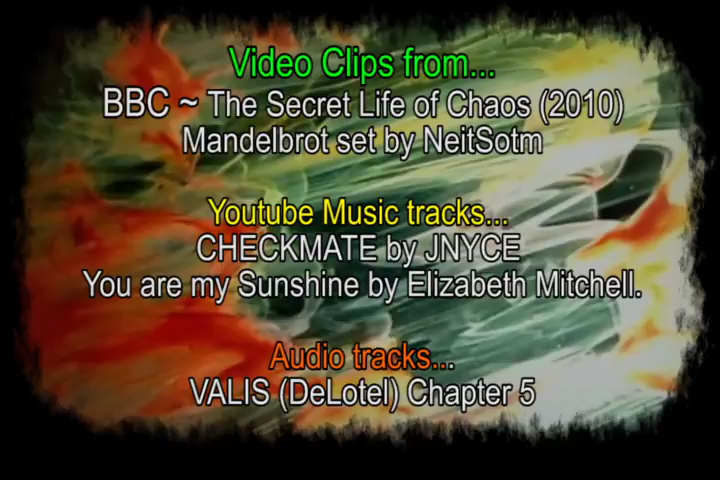 Video Clips from...
BBC ~ The Secret Life of Chaos (2010)
Mandelbrot set by NeitSotm
Youtube Music tracks...
CHECKMATE by JNYCE
You are my Sunshine by Elizabeth Mitchell.
Audio tracks...
VALIS (DeLotel) Chapter 5